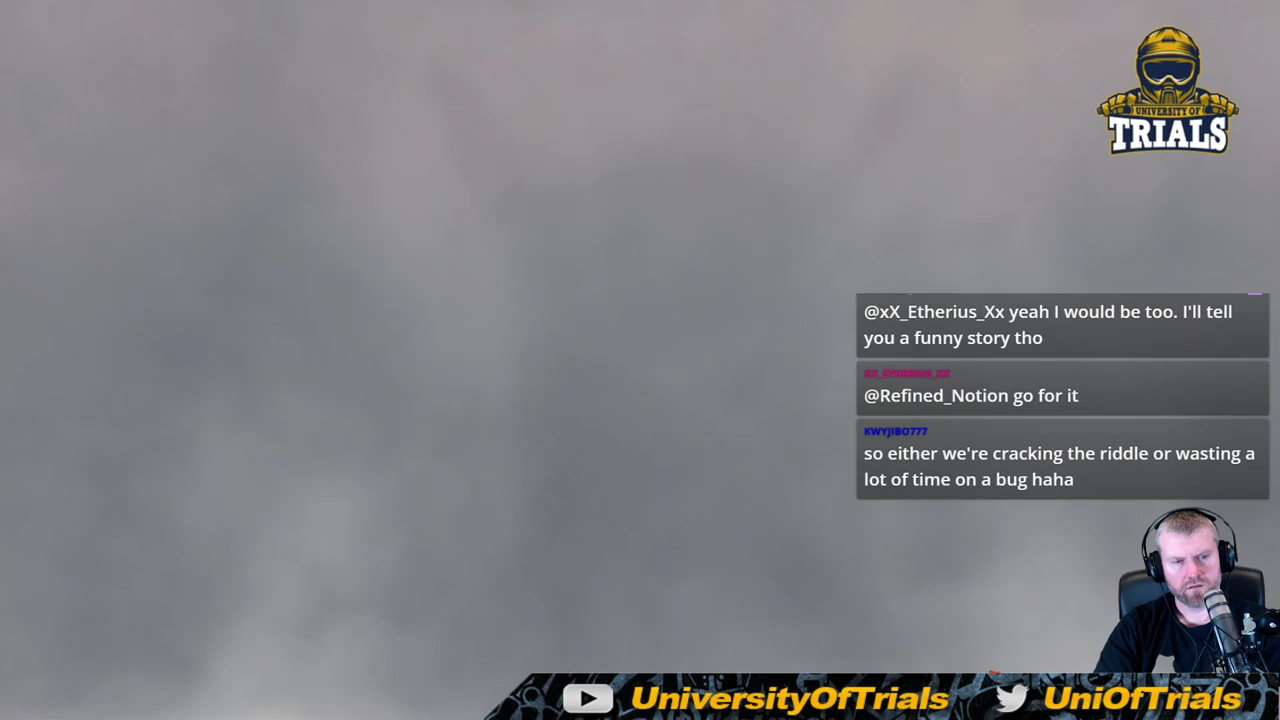 UNIVERSITY OF
TRIALS
@xX_Etherius_Xx yeah I would be too. I'll tell
you a funny story tho
XX_ETHERIUS_XX
@Refined_Notion go for it
KWYJIBO777
so either we're cracking the riddle or wasting a
lot of time on a bug haha
UniversityOfTrials
UniOfTrials